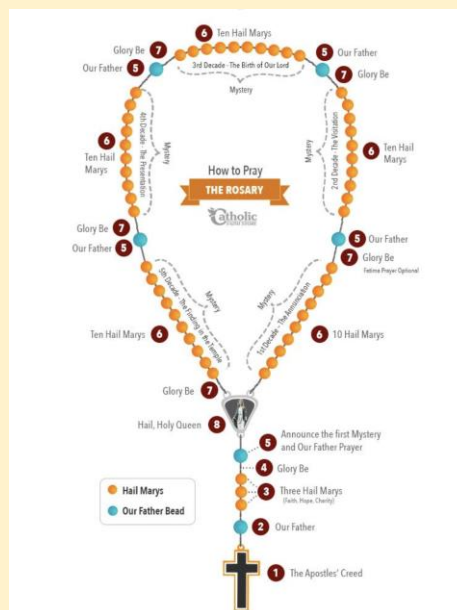 6 Ten Hail Marys
Glory Be 7
Our Father 5
3rd Decade - The Birth of Our Lord
Mystery
5 Our Father
7 Glory Be
6
Ten Hail
Marys
4th Decade - The Presentation
Mystery
How to Pray
THE ROSARY
Catholic
Mystery
2nd Decade - The Visitation
6 Ten Hail
Marys
Glory Be 7
Our Father 5
5 Our Father
7 Glory Be
Fatima Prayer Optional
Mystery
5th Decade - The Finding in the Temple
Mystery
1st Decade - The Annunciation
Ten Hail Marys 6
6 10 Hail Marys
Glory Be 7
Hail, Holy Queen 8
5 Announce the first Mystery
and Our Father Prayer
4 Glory Be
3 Three Hail Marys
(Faith, Hope, Charity)
Hail Marys
Our Father Bead
2 Our Father
1 The Apostles' Creed